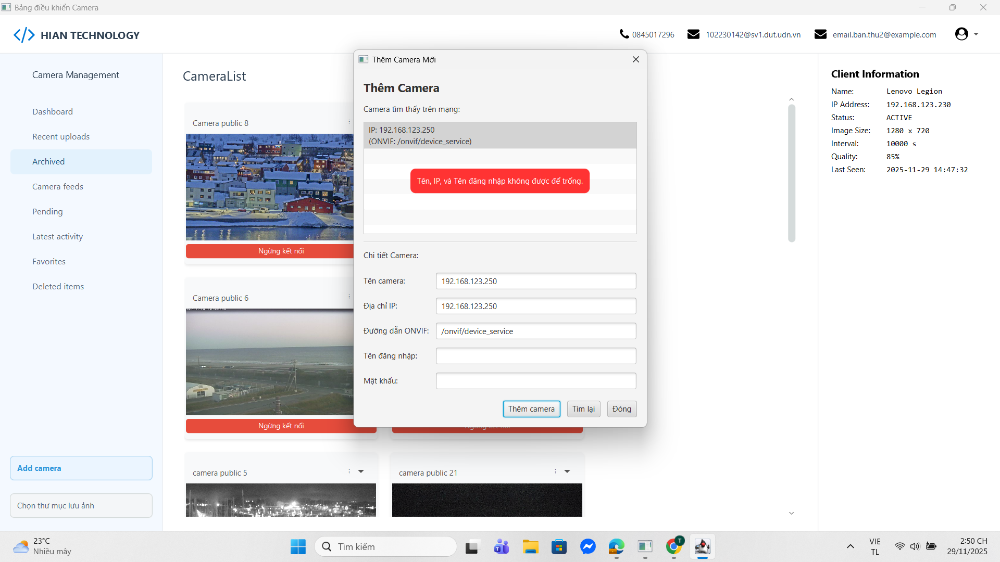 Bảng điều khiển Camera
HIAN TECHNOLOGY
0845017296
102230142@sv1.dut.udn.vn
email.ban.thu2@example.com
Camera Management
Dashboard
Recent uploads
Archived
Camera feeds
Pending
Latest activity
Favorites
Deleted items
Add camera
Chọn thư mục lưu ảnh
CameraList
Camera public 8
Ngừng kết nối
Camera public 6
Ngừng kết nối
camera public 5
camera public 21
Thêm Camera Mới
Thêm Camera
Camera tìm thấy trên mạng:
IP: 192.168.123.250
(ONVIF: /onvif/device_service)
Tên, IP, và Tên đăng nhập không được để trống.
Chi tiết Camera:
Tên camera: 192.168.123.250
Địa chỉ IP: 192.168.123.250
Đường dẫn ONVIF: /onvif/device_service
Tên đăng nhập:
Mật khẩu:
Thêm camera Tìm lại Đóng
Client Information
Name: Lenovo Legion
IP Address: 192.168.123.230
Status: ACTIVE
Image Size: 1280 x 720
Interval: 10000 s
Quality: 85%
Last Seen: 2025-11-29 14:47:32
23°C
Nhiều mây
Tìm kiếm
T
VIE
TL
2:50 CH
29/11/2025